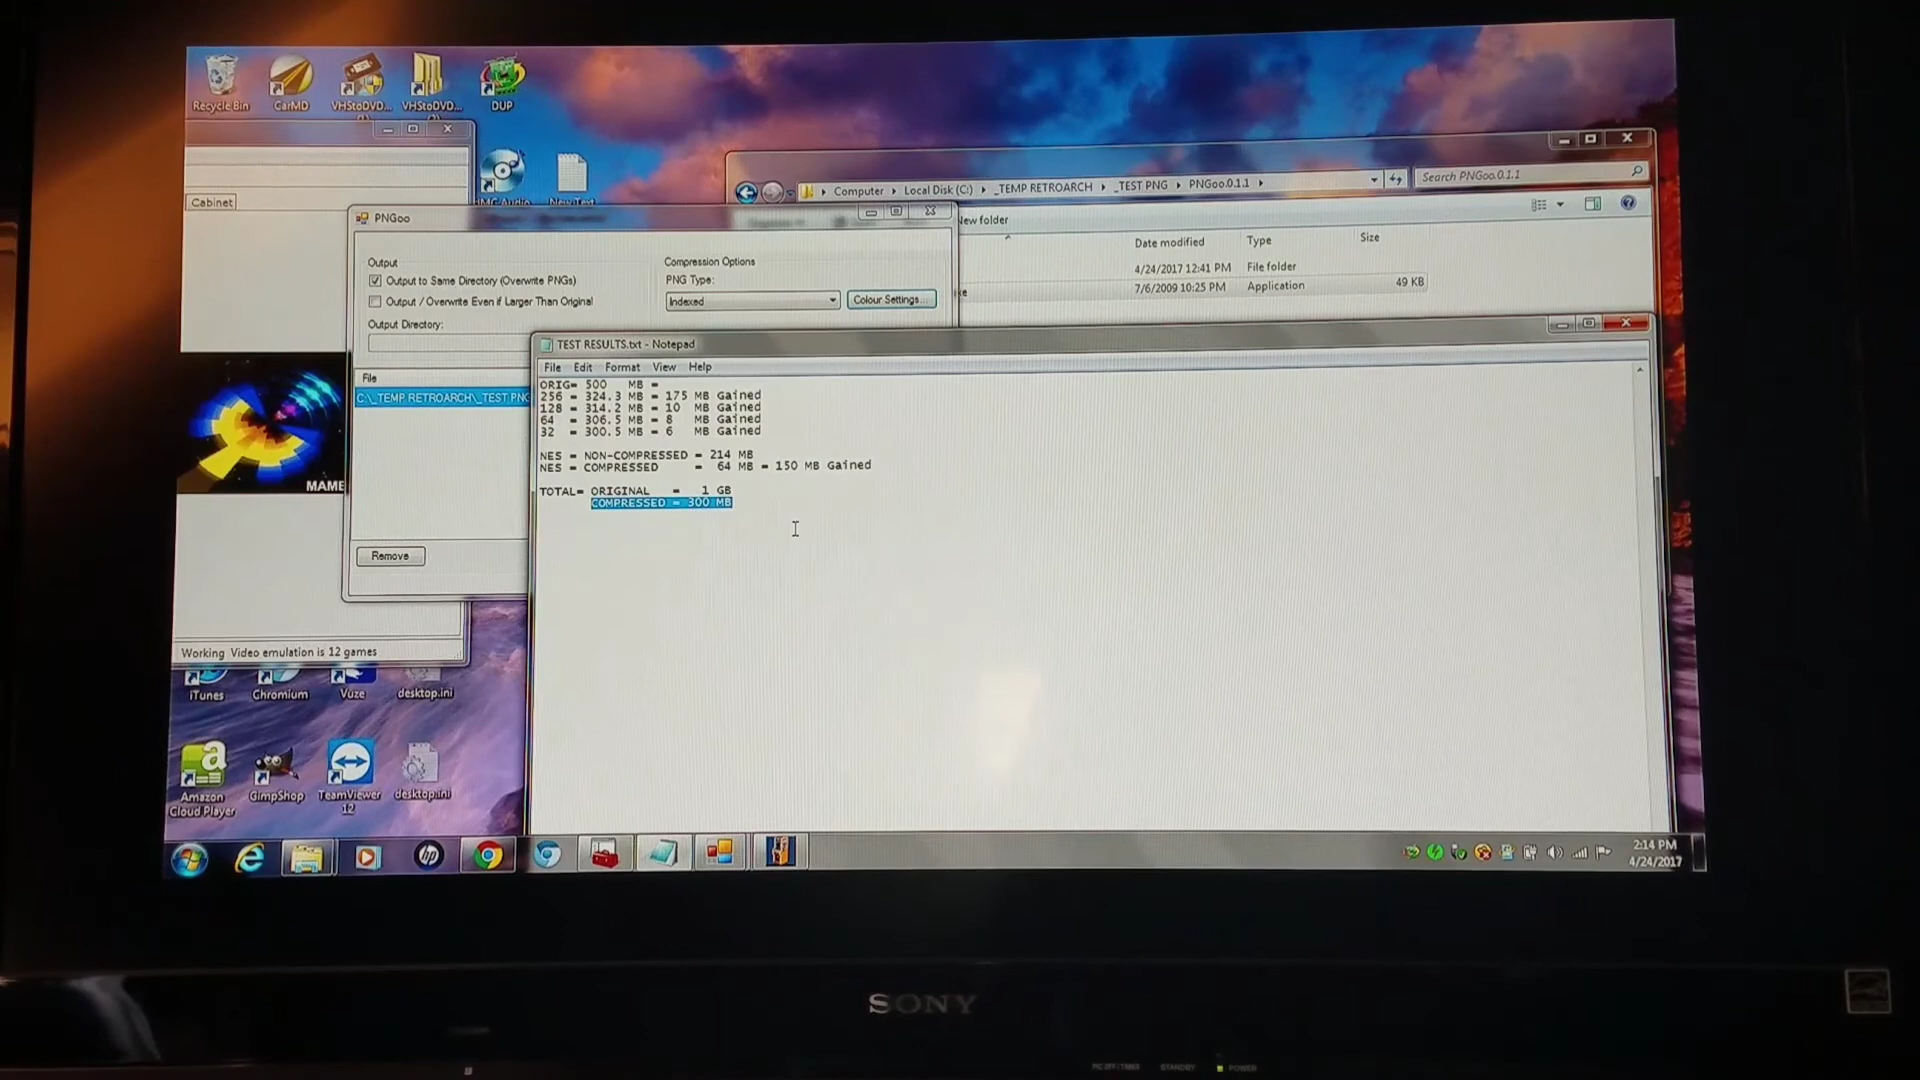 Recycle Bin
CarMD
VHStoDVD...
VHStoDVD...
DUP
Cabinet
PNGoo
Output
Output to Same Directory (Overwrite PNGs)
Output / Overwrite Even if Larger Than Original
Output Directory:
Compression Options
PNG Type:
Indexed
Colour Settings...
File
C:\_TEMP RETROARCH\_TEST PNG
Remove
MAME
Working Video emulation is 12 games
Computer
Local Disk (C:)
_TEMP RETROARCH
_TEST PNG
PNGoo.0.1.1
Search PNGoo.0.1.1
New folder
Date modified
Type
Size
4/24/2017 12:41 PM
File folder
7/6/2009 10:25 PM
Application
49 KB
TEST RESULTS.txt - Notepad
File Edit Format View Help
ORIG= 500 MB =
256 = 324.3 MB = 175 MB Gained
128 = 314.2 MB = 10 MB Gained
64 = 306.5 MB = 8 MB Gained
32 = 300.5 MB = 6 MB Gained
NES = NON-COMPRESSED = 214 MB
NES = COMPRESSED = 64 MB = 150 MB Gained
TOTAL= ORIGINAL = 1 GB
COMPRESSED = 300 MB
iTunes
Chromium
Vuze
desktop.ini
Amazon
Cloud Player
GimpShop
TeamViewer
12
desktop.ini
hp
2:14 PM
4/24/2017
SONY
STANDBY
POWER